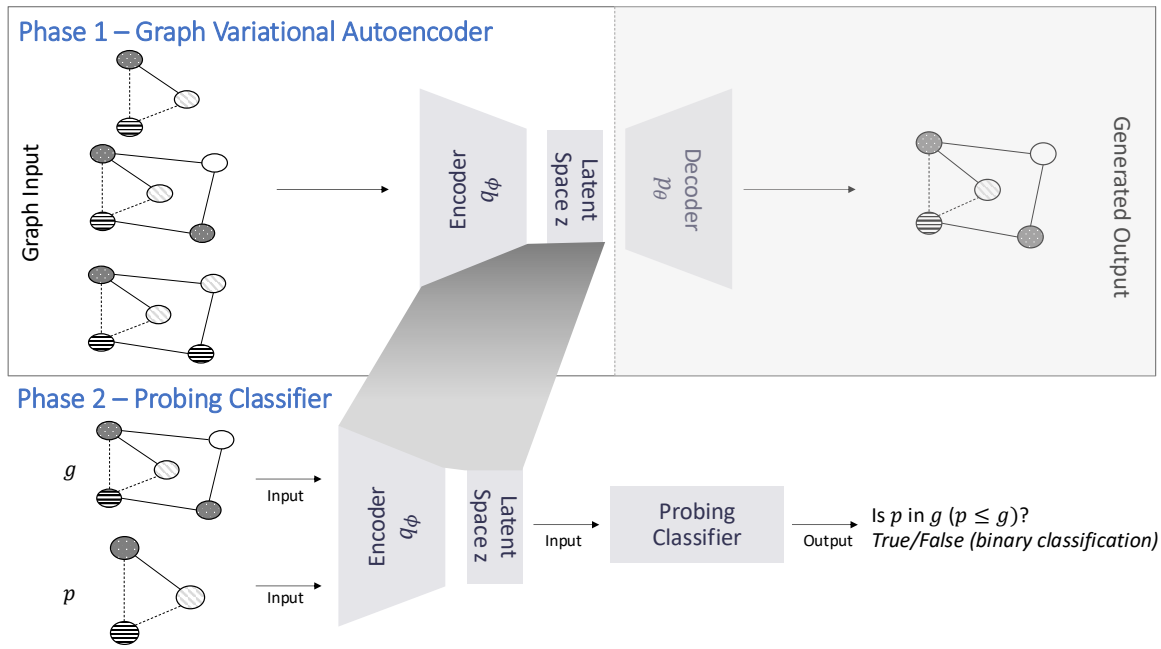 Phase 1 – Graph Variational Autoencoder
Graph Input
Encoder
qϕ
Latent
Space z
Decoder
pθ
Generated Output
Phase 2 – Probing Classifier
g
Input
p
Input
Encoder
qϕ
Latent
Space z
Input
Probing
Classifier
Output
Is p in g (p ≤ g)?
True/False (binary classification)